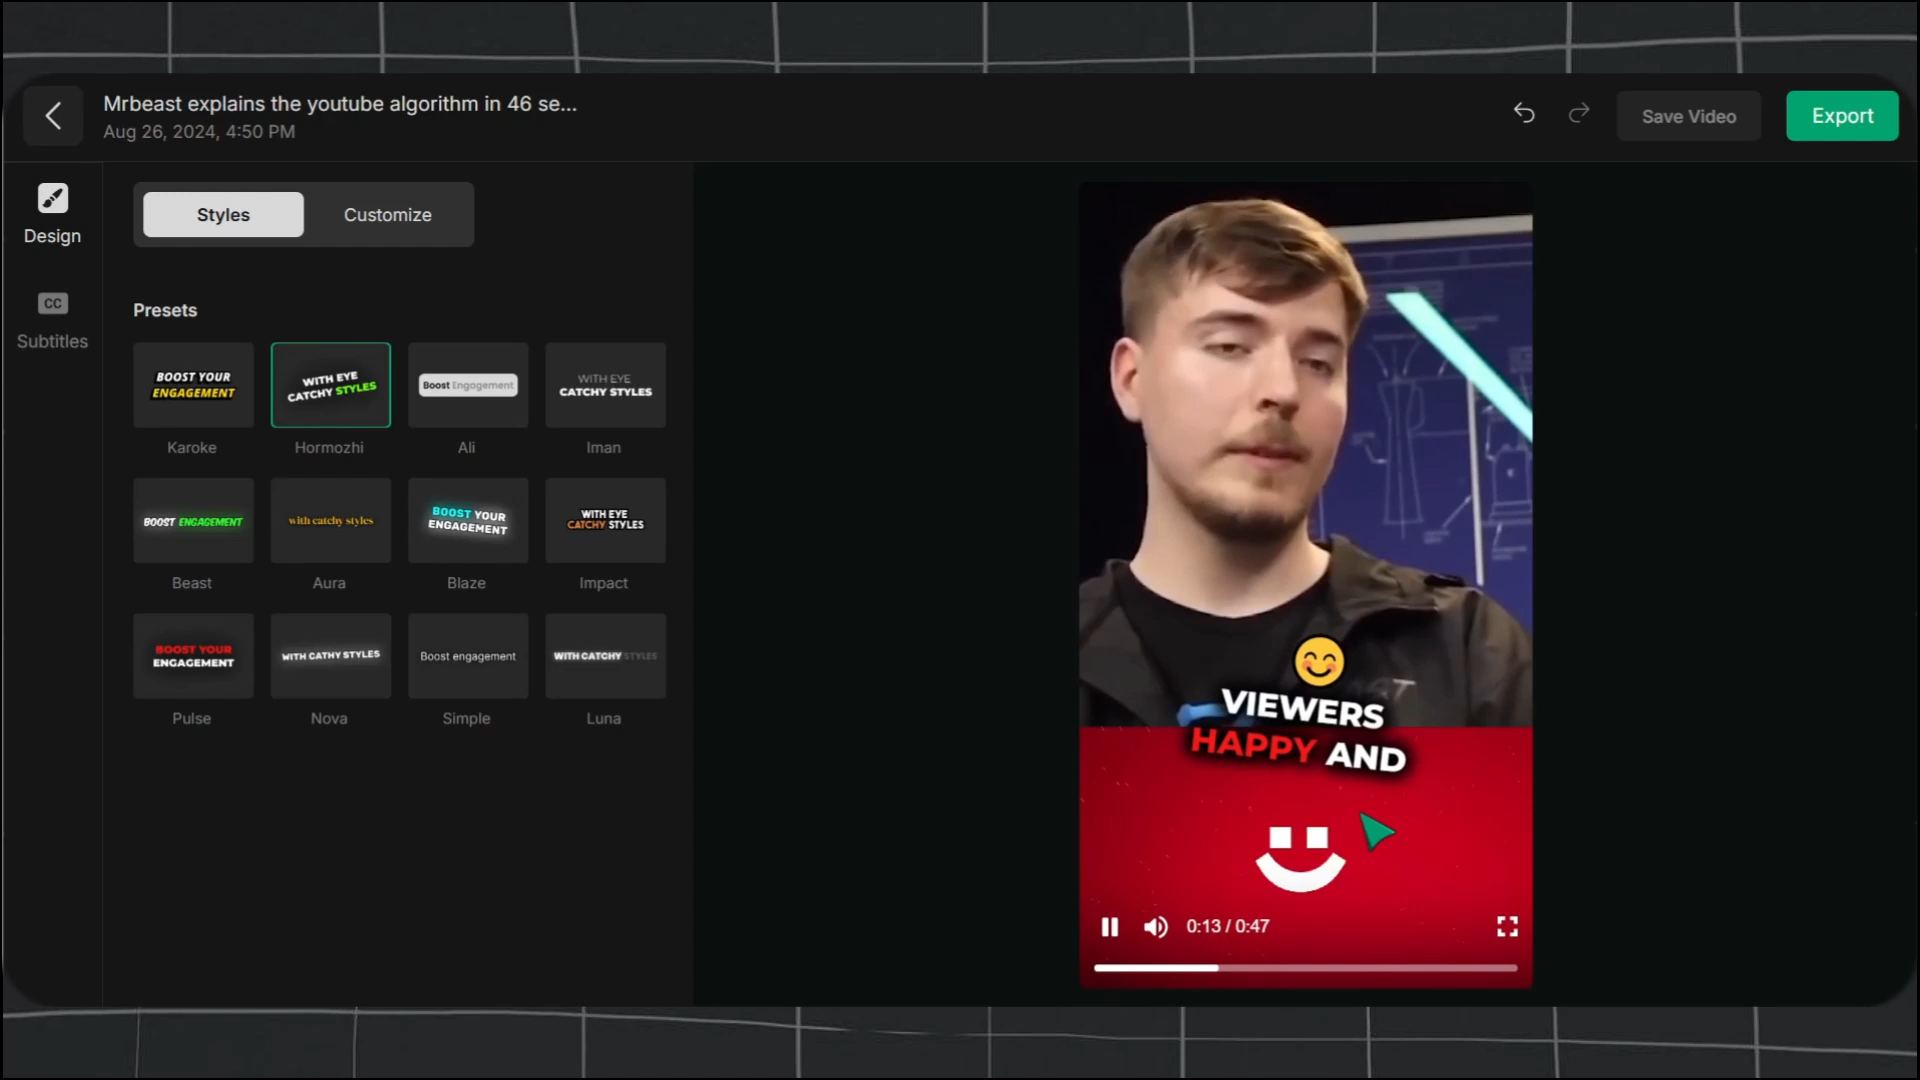 Mrbeast explains the youtube algorithm in 46 se...
Aug 26, 2024, 4:50 PM
Save Video
Export
Design
CC
Subtitles
Styles
Customize
Presets
BOOST YOUR
ENGAGEMENT
Karoke
WITH EYE
CATCHY STYLES
Hormozhi
Boost Engagement
Ali
WITH EYE
CATCHY STYLES
Iman
BOOST ENGAGEMENT
Beast
with catchy styles
Aura
BOOST YOUR
ENGAGEMENT
Blaze
WITH EYE
CATCHY STYLES
Impact
BOOST YOUR
ENGAGEMENT
Pulse
WITH CATHY STYLES
Nova
Boost engagement
Simple
WITH CATCHY STYLES
Luna
VIEWERS
HAPPY AND
0:13 / 0:47